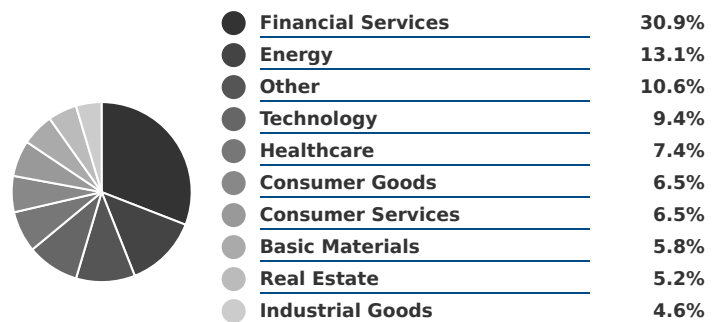 Financial Services 30.9%
Energy 13.1%
Other 10.6%
Technology 9.4%
Healthcare 7.4%
Consumer Goods 6.5%
Consumer Services 6.5%
Basic Materials 5.8%
Real Estate 5.2%
Industrial Goods 4.6%